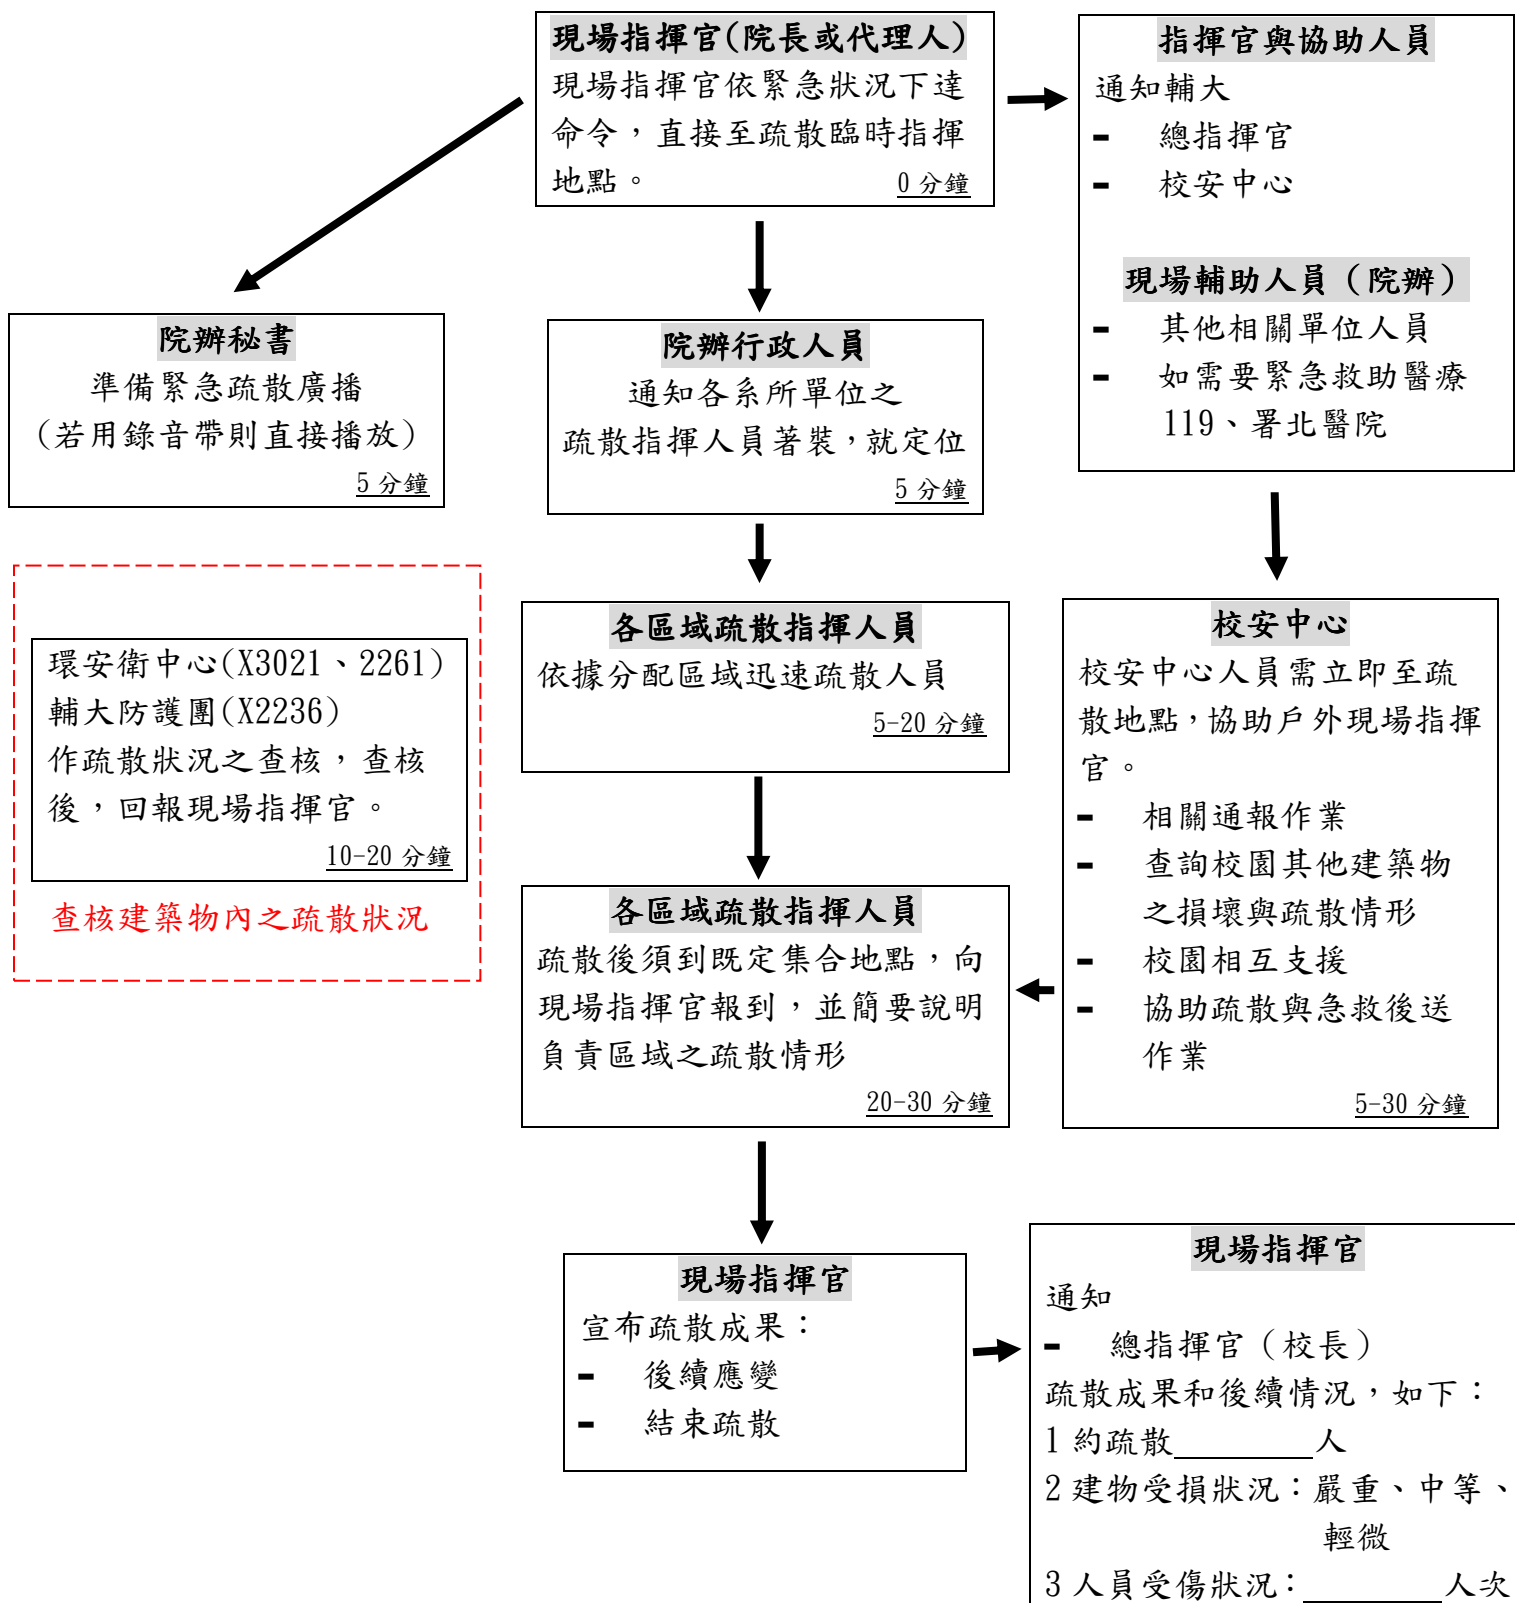 現場指揮官(院長或代理人)
現場指揮官依緊急狀況下達
命令，直接至疏散臨時指揮
地點。
0 分鐘
指揮官與協助人員
通知輔大
- 總指揮官
- 校安中心
現場輔助人員（院辦）
- 其他相關單位人員
- 如需要緊急救助醫療
119、署北醫院
院辦秘書
準備緊急疏散廣播
(若用錄音帶則直接播放)
5 分鐘
院辦行政人員
通知各系所單位之
疏散指揮人員著裝，就定位
5 分鐘
環安衛中心(X3021、2261)
輔大防護團(X2236)
作疏散狀況之查核，查核
後，回報現場指揮官。
10-20 分鐘
查核建築物內之疏散狀況
各區域疏散指揮人員
依據分配區域迅速疏散人員
5-20 分鐘
校安中心
校安中心人員需立即至疏
散地點，協助戶外現場指揮
官。
- 相關通報作業
- 查詢校園其他建築物
之損壞與疏散情形
- 校園相互支援
- 協助疏散與急救後送
作業
5-30 分鐘
各區域疏散指揮人員
疏散後須到既定集合地點，向
現場指揮官報到，並簡要說明
負責區域之疏散情形
20-30 分鐘
現場指揮官
宣布疏散成果：
- 後續應變
- 結束疏散
現場指揮官
通知
- 總指揮官（校長）
疏散成果和後續情況，如下：
1 約疏散________人
2 建物受損狀況：嚴重、中等、
輕微
3 人員受傷狀況：________人次